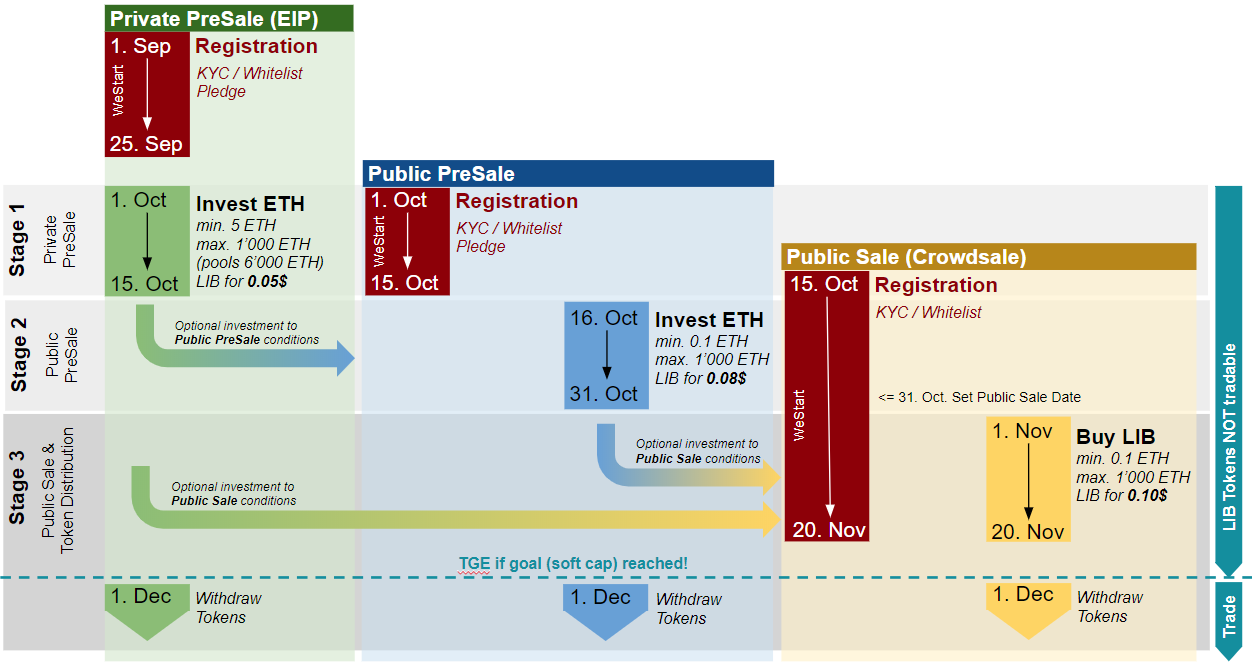 Private PreSale (EIP)
1. Sep
WeStart
25. Sep
Registration
KYC / Whitelist
Pledge
Public PreSale
Stage 1
Private
PreSale
1. Oct
15. Oct
Invest ETH
min. 5 ETH
max. 1'000 ETH
(pools 6'000 ETH)
LIB for 0.05$
1. Oct
WeStart
15. Oct
Registration
KYC / Whitelist
Pledge
Public Sale (Crowdsale)
15. Oct
WeStart
20. Nov
Registration
KYC / Whitelist
Stage 2
Public
PreSale
Optional investment to
Public PreSale conditions
16. Oct
31. Oct
Invest ETH
min. 0.1 ETH
max. 1'000 ETH
LIB for 0.08$
<= 31. Oct. Set Public Sale Date
Stage 3
Public Sale &
Token Distribution
Optional investment to
Public Sale conditions
Optional investment to
Public Sale conditions
1. Nov
20. Nov
Buy LIB
min. 0.1 ETH
max. 1'000 ETH
LIB for 0.10$
LIB Tokens NOT tradable
TGE if goal (soft cap) reached!
1. Dec
Withdraw
Tokens
1. Dec
Withdraw
Tokens
1. Dec
Withdraw
Tokens
Trade